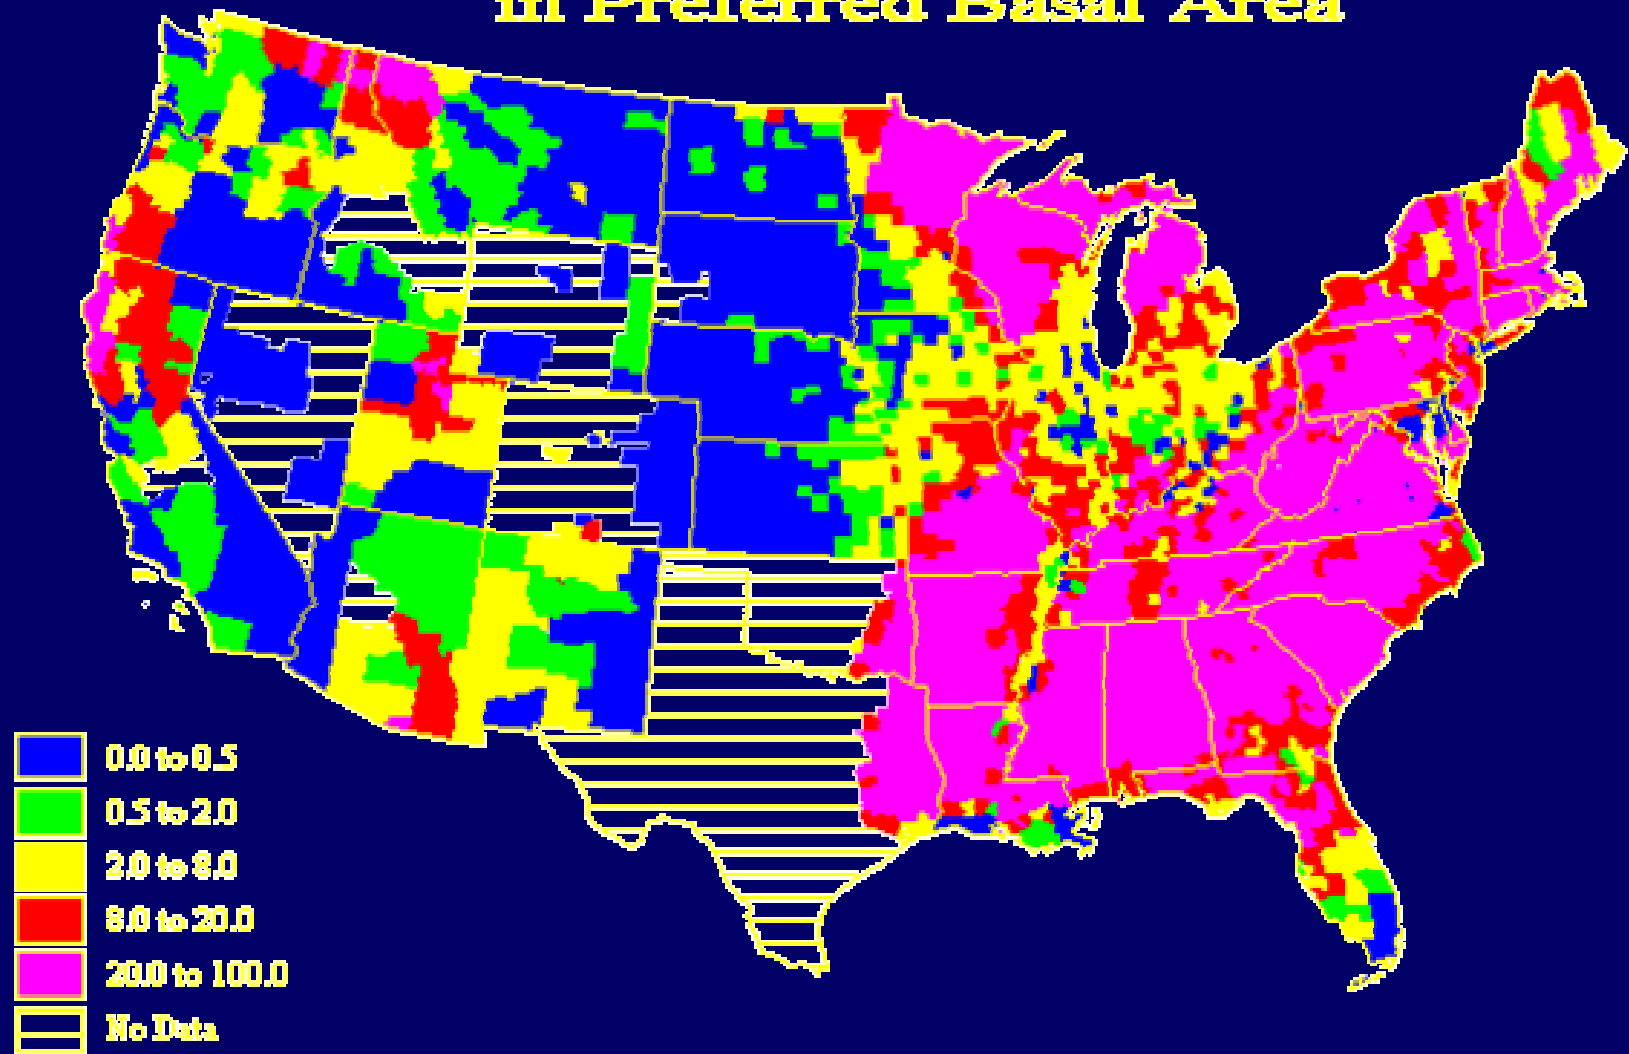 in Preferred Basal Area
0.0 to 0.5
0.5 to 2.0
2.0 to 8.0
8.0 to 20.0
20.0 to 100.0
No Data